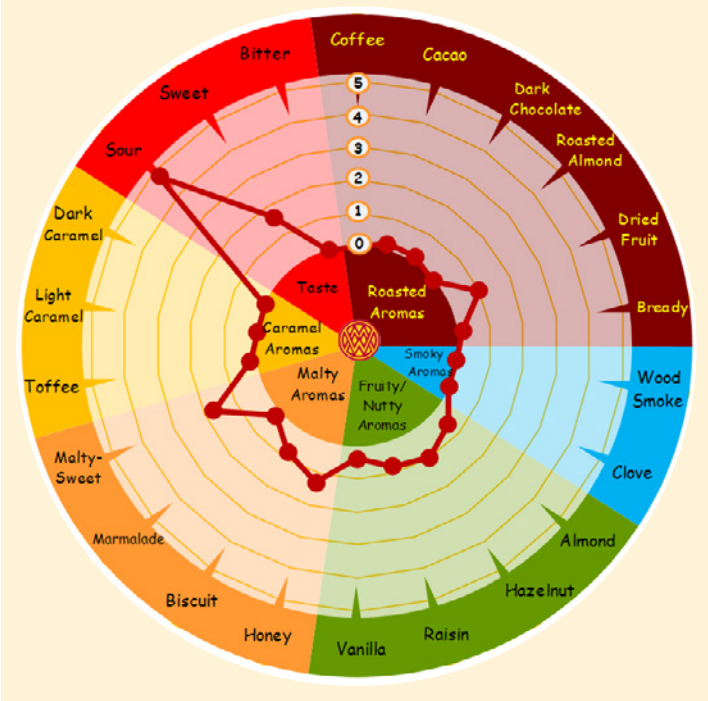 Coffee
Cacao
Dark
Chocolate
Roasted
Almond
Dried
Fruit
Bready
Wood
Smoke
Clove
Almond
Hazelnut
Raisin
Vanilla
Honey
Biscuit
Marmalade
Malty-
Sweet
Toffee
Light
Caramel
Dark
Caramel
Sour
Sweet
Bitter
5
4
3
2
1
0
Taste
Roasted
Aromas
Caramel
Aromas
Smoky
Aromas
Malty
Aromas
Fruity/
Nutty
Aromas